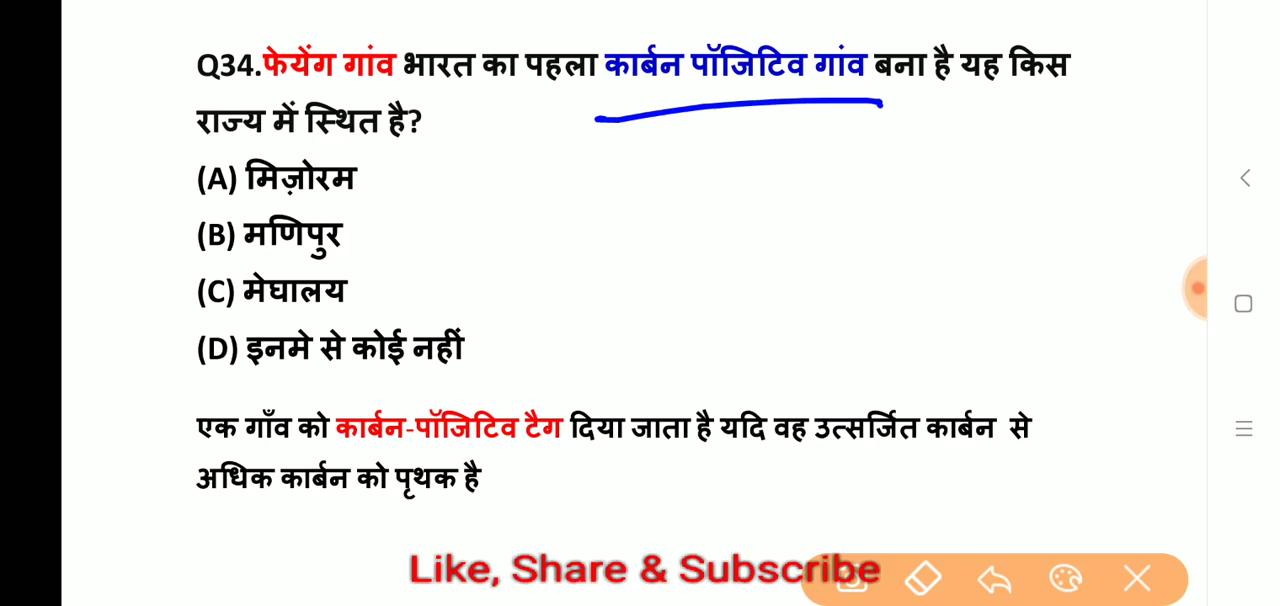 Q34.फेयेंग गांव भारत का पहला कार्बन पॉजिटिव गांव बना है यह किस
राज्य में स्थित है?
(A) मिज़ोरम
(B) मणिपुर
(C) मेघालय
(D) इनमे से कोई नहीं
एक गाँव को कार्बन-पॉजिटिव टैग दिया जाता है यदि वह उत्सर्जित कार्बन से
अधिक कार्बन को पृथक है
Like, Share & Subscribe